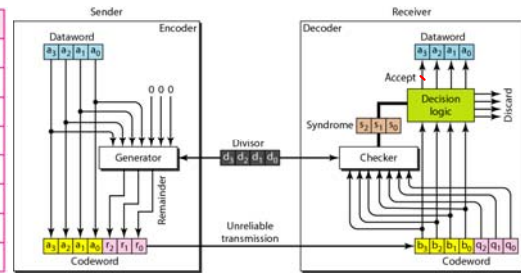 Sender
Receiver
Encoder
Decoder
Dataword
a3 a2 a1 a0
Dataword
a3 a2 a1 a0
Accept
0 0 0
Syndrome
s2 s1 s0
Decision
logic
Discard
Generator
Divisor
d3 d2 d1 d0
Checker
Remainder
Unreliable
transmission
a3 a2 a1 a0 r2 r1 r0
Codeword
b3 b2 b1 b0 q2 q1 q0
Codeword